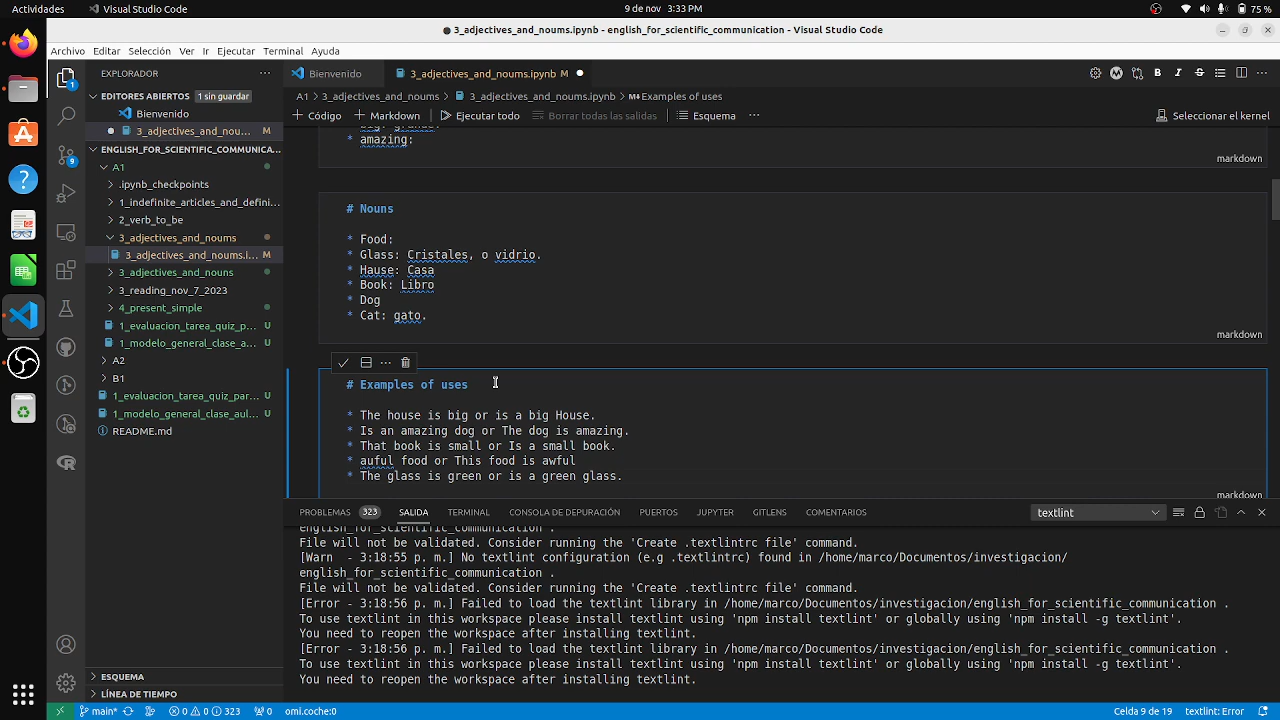 Actividades Visual Studio Code 9 de nov 3:33 PM 75 %
3_adjectives_and_noums.ipynb - english_for_scientific_communication - Visual Studio Code
Archivo Editar Selección Ver Ir Ejecutar Terminal Ayuda
EXPLORADOR
Bienvenido 3_adjectives_and_noums.ipynb M
EDITORES ABIERTOS 1 sin guardar
A1 > 3_adjectives_and_noums > 3_adjectives_and_noums.ipynb > Examples of uses
Bienvenido
Código Markdown Ejecutar todo Borrar todas las salidas Esquema Seleccionar el kernel
3_adjectives_and_nou... M
* amazing:
ENGLISH_FOR_SCIENTIFIC_COMMUNICA...
markdown
A1
.ipynb_checkpoints
1_indefinite_articles_and_defini...
2_verb_to_be
3_adjectives_and_noums
3_adjectives_and_noums.i... M
3_adjectives_and_nouns
3_reading_nov_7_2023
4_present_simple
1_evaluacion_tarea_quiz_p... U
1_modelo_general_clase_a... U
A2
B1
1_evaluacion_tarea_quiz_par... U
1_modelo_general_clase_aul... U
README.md
# Nouns
* Food:
* Glass: Cristales, o vidrio.
* Hause: Casa
* Book: Libro
* Dog
* Cat: gato.
markdown
# Examples of uses
* The house is big or is a big House.
* Is an amazing dog or The dog is amazing.
* That book is small or Is a small book.
* auful food or This food is awful
* The glass is green or is a green glass.
markdown
PROBLEMAS 323 SALIDA TERMINAL CONSOLA DE DEPURACIÓN PUERTOS JUPYTER GITLENS COMENTARIOS textlint
english_for_scientific_communication .
File will not be validated. Consider running the 'Create .textlintrc file' command.
[Warn - 3:18:55 p. m.] No textlint configuration (e.g .textlintrc) found in /home/marco/Documentos/investigacion/
english_for_scientific_communication .
File will not be validated. Consider running the 'Create .textlintrc file' command.
[Error - 3:18:56 p. m.] Failed to load the textlint library in /home/marco/Documentos/investigacion/english_for_scientific_communication .
To use textlint in this workspace please install textlint using 'npm install textlint' or globally using 'npm install -g textlint'.
You need to reopen the workspace after installing textlint.
[Error - 3:18:56 p. m.] Failed to load the textlint library in /home/marco/Documentos/investigacion/english_for_scientific_communication .
To use textlint in this workspace please install textlint using 'npm install textlint' or globally using 'npm install -g textlint'.
You need to reopen the workspace after installing textlint.
ESQUEMA
LÍNEA DE TIEMPO
main* 0 0 323 0 omi.coche:0 Celda 9 de 19 textlint: Error